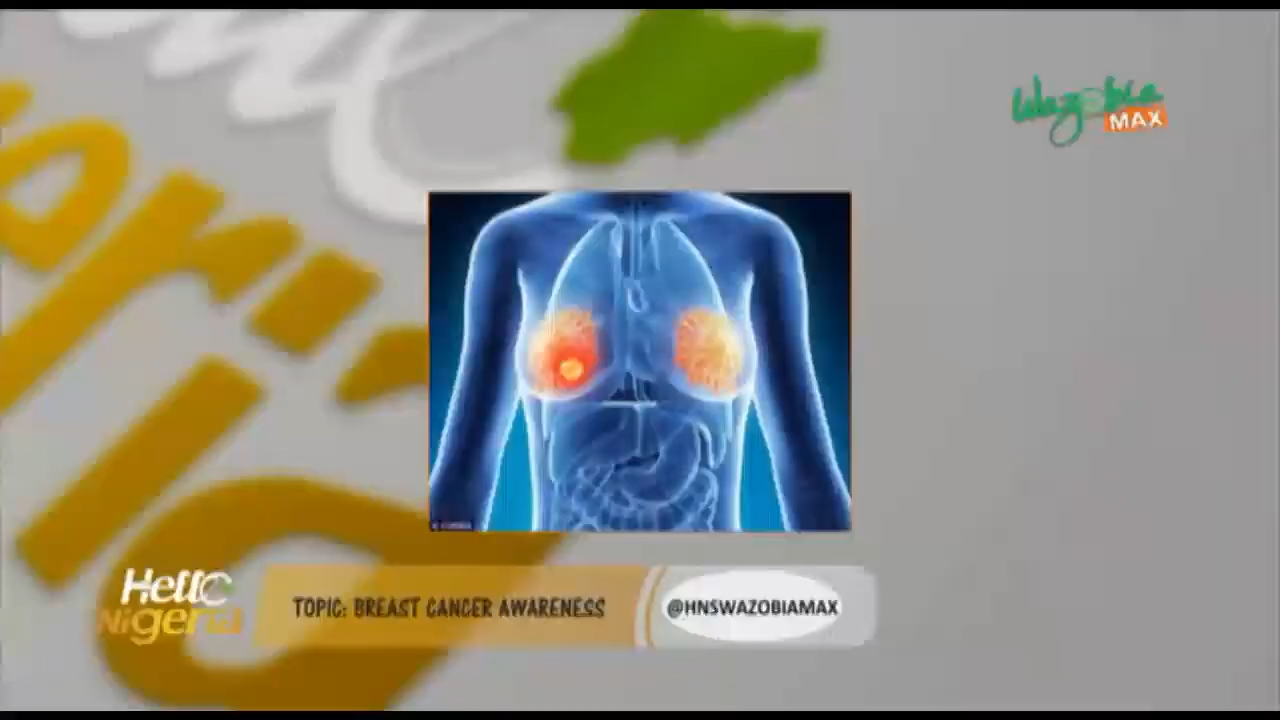 Wazobia
MAX
Hello
Nigeria
TOPIC: BREAST CANCER AWARENESS
@HNSWAZOBIAMAX